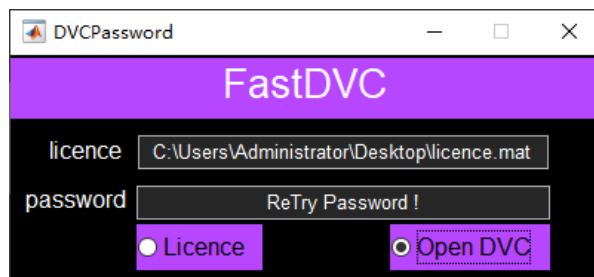 DVCPassword
FastDVC
licence C:\Users\Administrator\Desktop\licence.mat
password ReTry Password !
Licence Open DVC